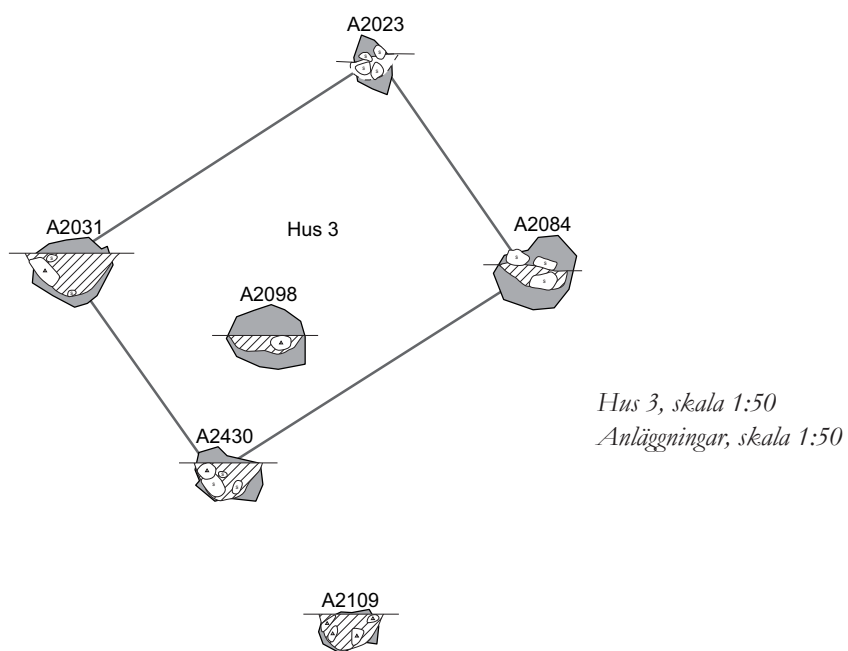 A2023
A2031
Hus 3
A2084
A2098
Hus 3, skala 1:50
Anläggningar, skala 1:50
A2430
A2109